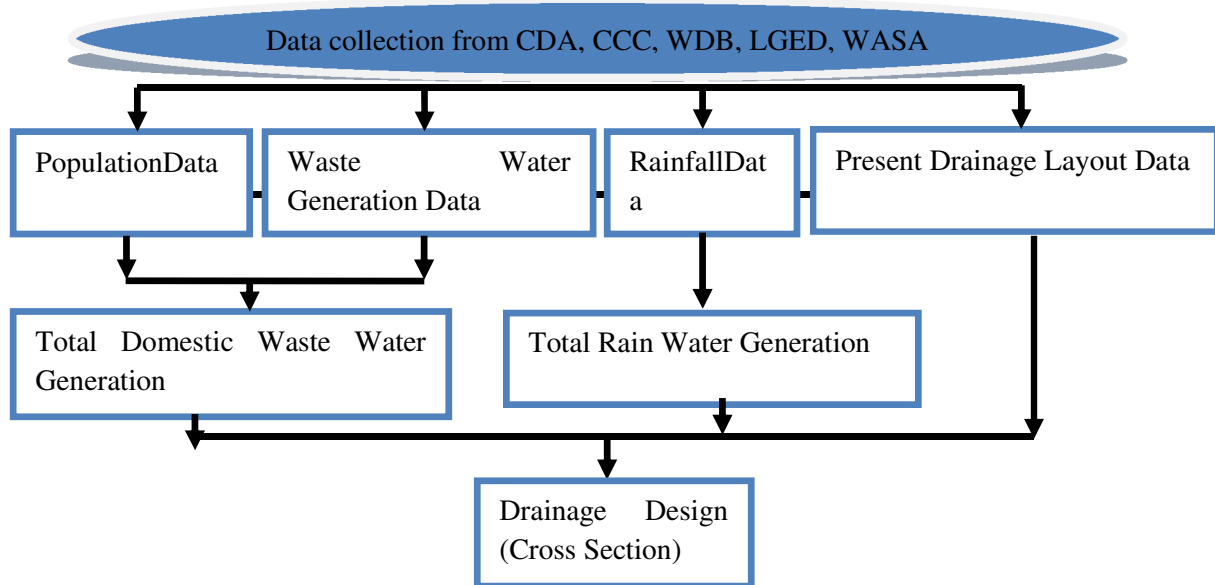 Data collection from CDA, CCC, WDB, LGED, WASA
PopulationData
Waste Water
Generation Data
RainfallDat
a
Present Drainage Layout Data
Total Domestic Waste Water
Generation
Total Rain Water Generation
Drainage Design
(Cross Section)